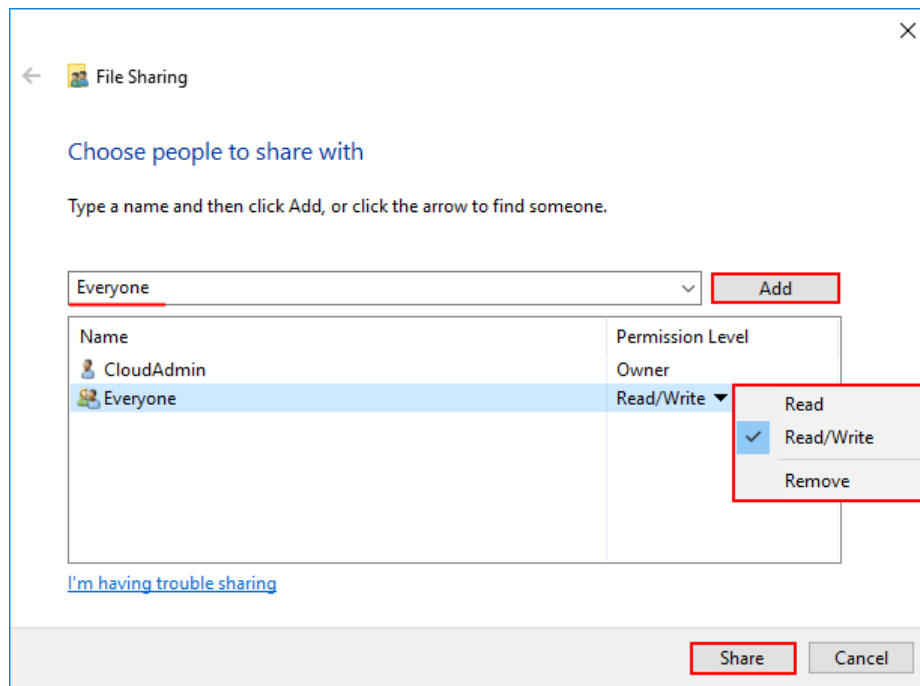 File Sharing
Choose people to share with
Type a name and then click Add, or click the arrow to find someone.
Everyone
Add
Name Permission Level
CloudAdmin Owner
Everyone Read/Write
Read
Read/Write
Remove
I'm having trouble sharing
Share Cancel